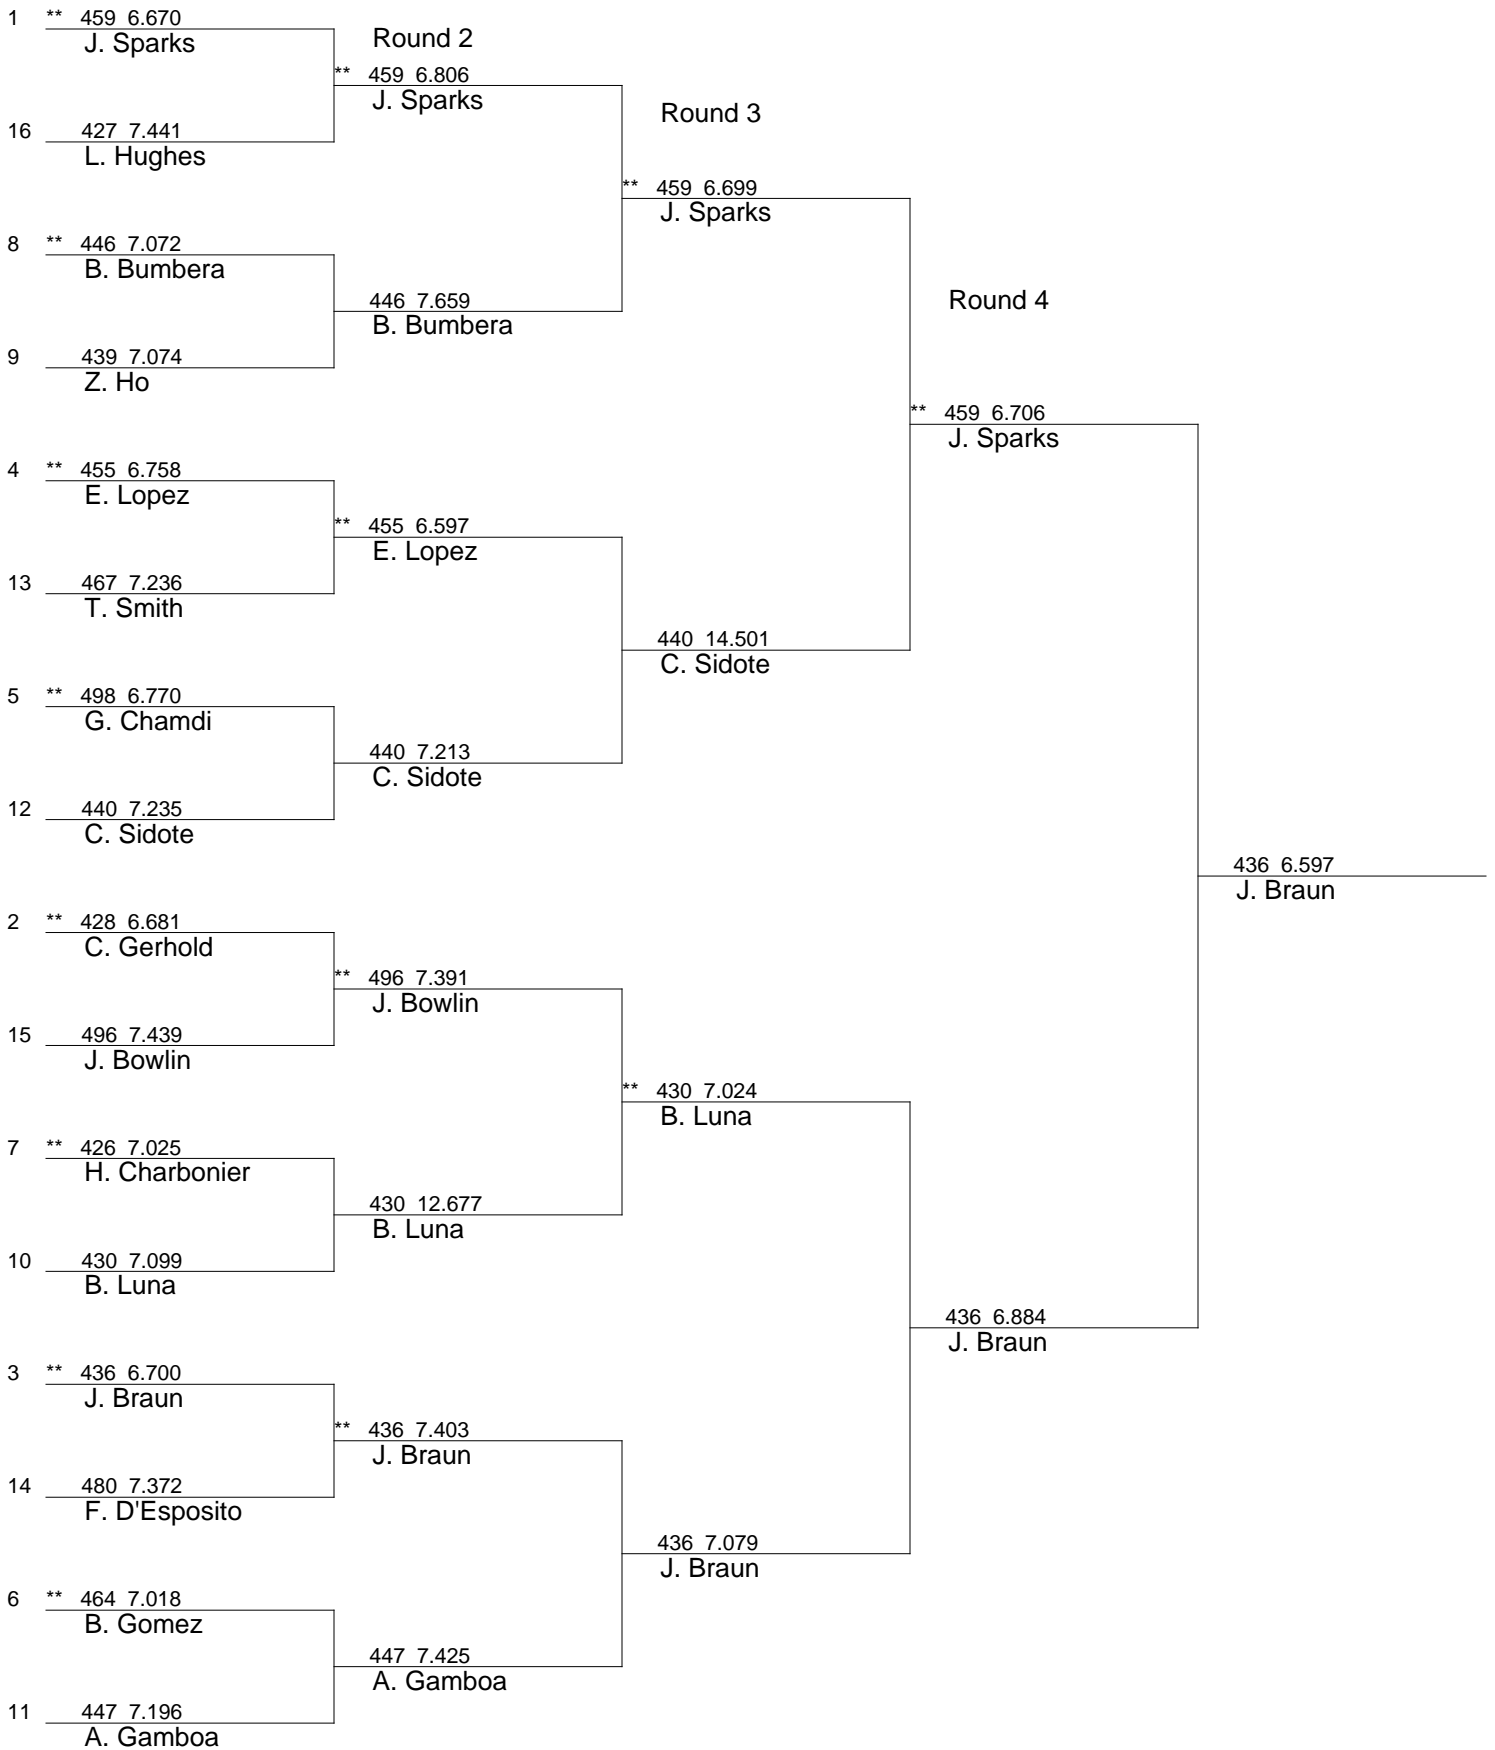 1 ** 459 6.670
J. Sparks
Round 2
** 459 6.806
J. Sparks
Round 3
16 427 7.441
L. Hughes
** 459 6.699
J. Sparks
8 ** 446 7.072
B. Bumbera
446 7.659
B. Bumbera
Round 4
9 439 7.074
Z. Ho
** 459 6.706
J. Sparks
4 ** 455 6.758
E. Lopez
** 455 6.597
E. Lopez
13 467 7.236
T. Smith
440 14.501
C. Sidote
5 ** 498 6.770
G. Chamdi
440 7.213
C. Sidote
12 440 7.235
C. Sidote
436 6.597
J. Braun
2 ** 428 6.681
C. Gerhold
** 496 7.391
J. Bowlin
15 496 7.439
J. Bowlin
** 430 7.024
B. Luna
7 ** 426 7.025
H. Charbonier
430 12.677
B. Luna
10 430 7.099
B. Luna
436 6.884
J. Braun
3 ** 436 6.700
J. Braun
** 436 7.403
J. Braun
14 480 7.372
F. D'Esposito
436 7.079
J. Braun
6 ** 464 7.018
B. Gomez
447 7.425
A. Gamboa
11 447 7.196
A. Gamboa